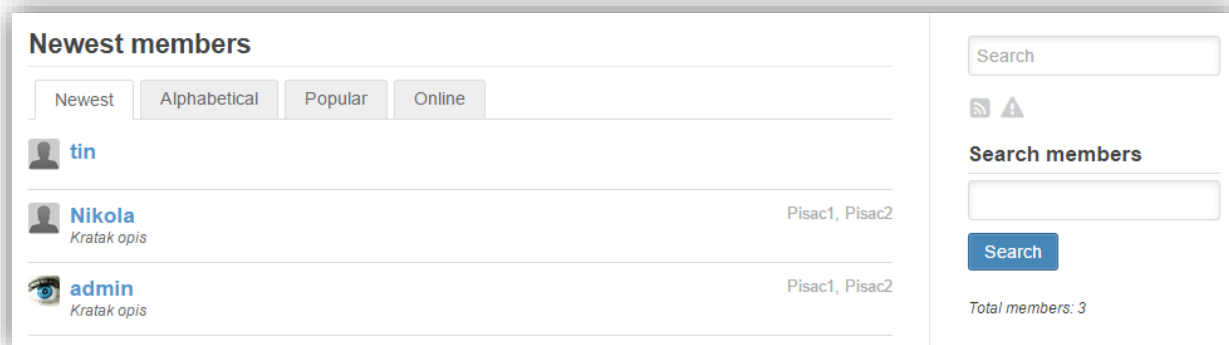 Newest members
Newest Alphabetical Popular Online
tin
Nikola
Pisac1, Pisac2
Kratak opis
admin
Pisac1, Pisac2
Kratak opis
Search
Search members
Search
Total members: 3